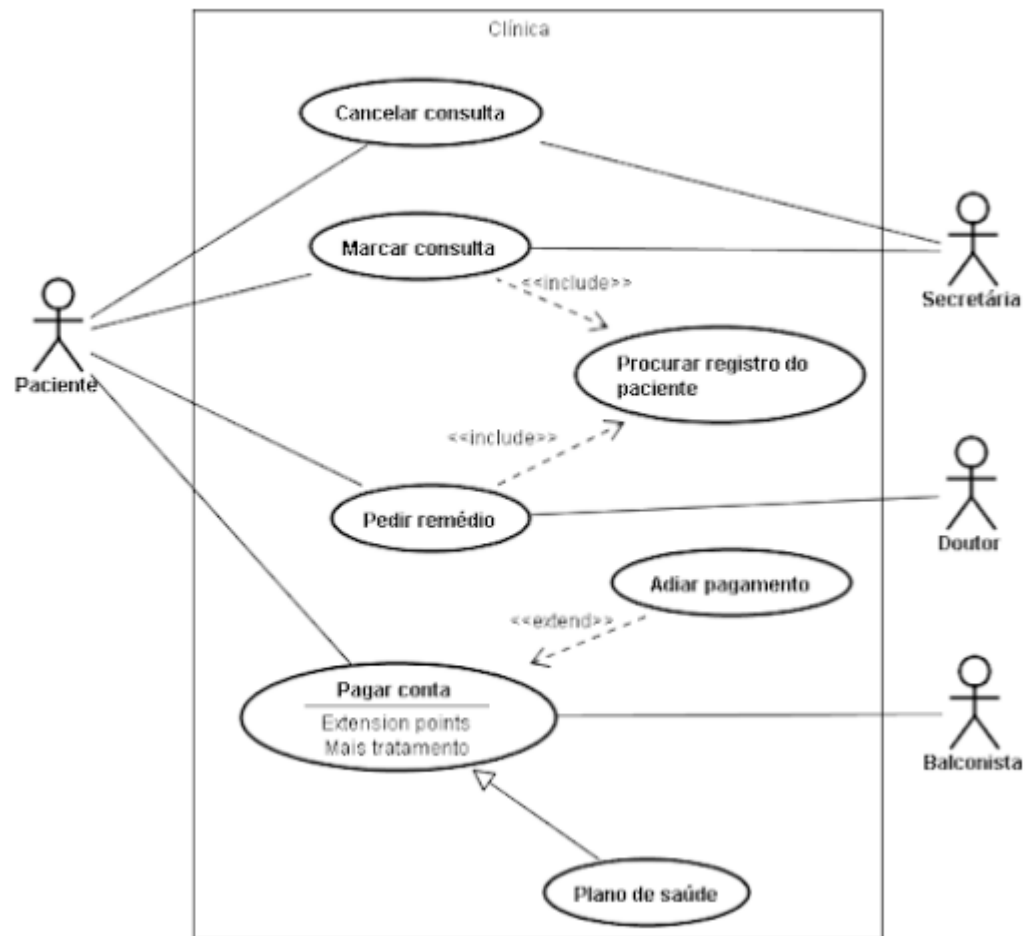 Clínica
Cancelar consulta
Marcar consulta
<<include>>
Secretária
Paciente
Procurar registro do
paciente
<<include>>
Pedir remédio
Doutor
Adiar pagamento
<<extend>>
Pagar conta
Extension points
Mais tratamento
Balconista
Plano de saúde